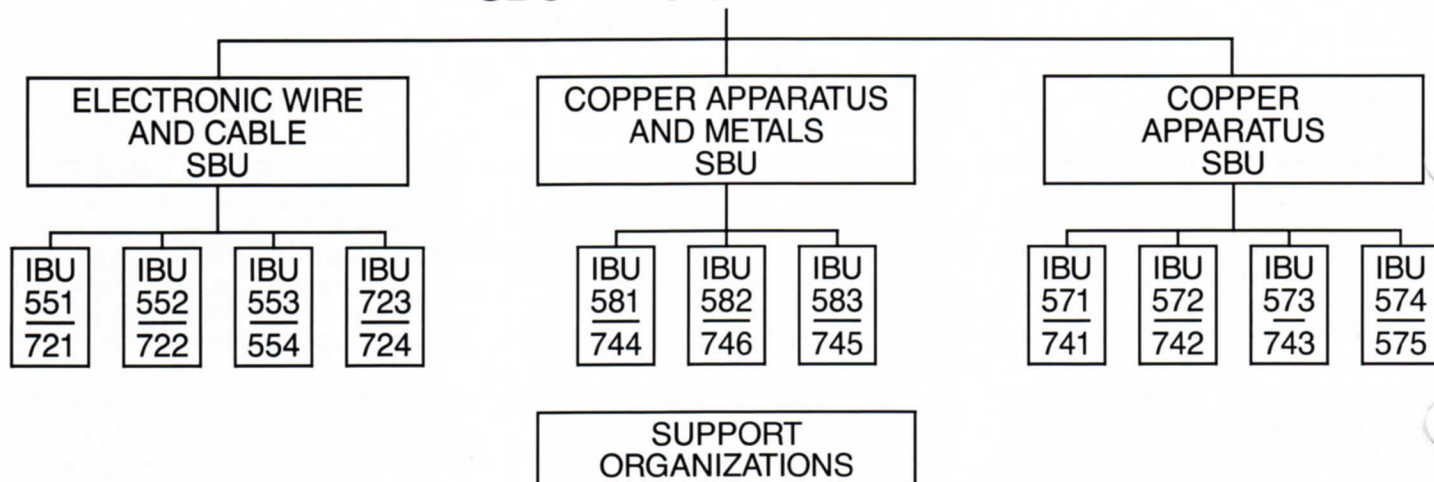 ELECTRONIC WIRE
AND CABLE
SBU
COPPER APPARATUS
AND METALS
SBU
COPPER
APPARATUS
SBU
IBU
551
721
IBU
552
722
IBU
553
554
IBU
723
724
IBU
581
744
IBU
582
746
IBU
583
745
IBU
571
741
IBU
572
742
IBU
573
743
IBU
574
575
SUPPORT
ORGANIZATIONS